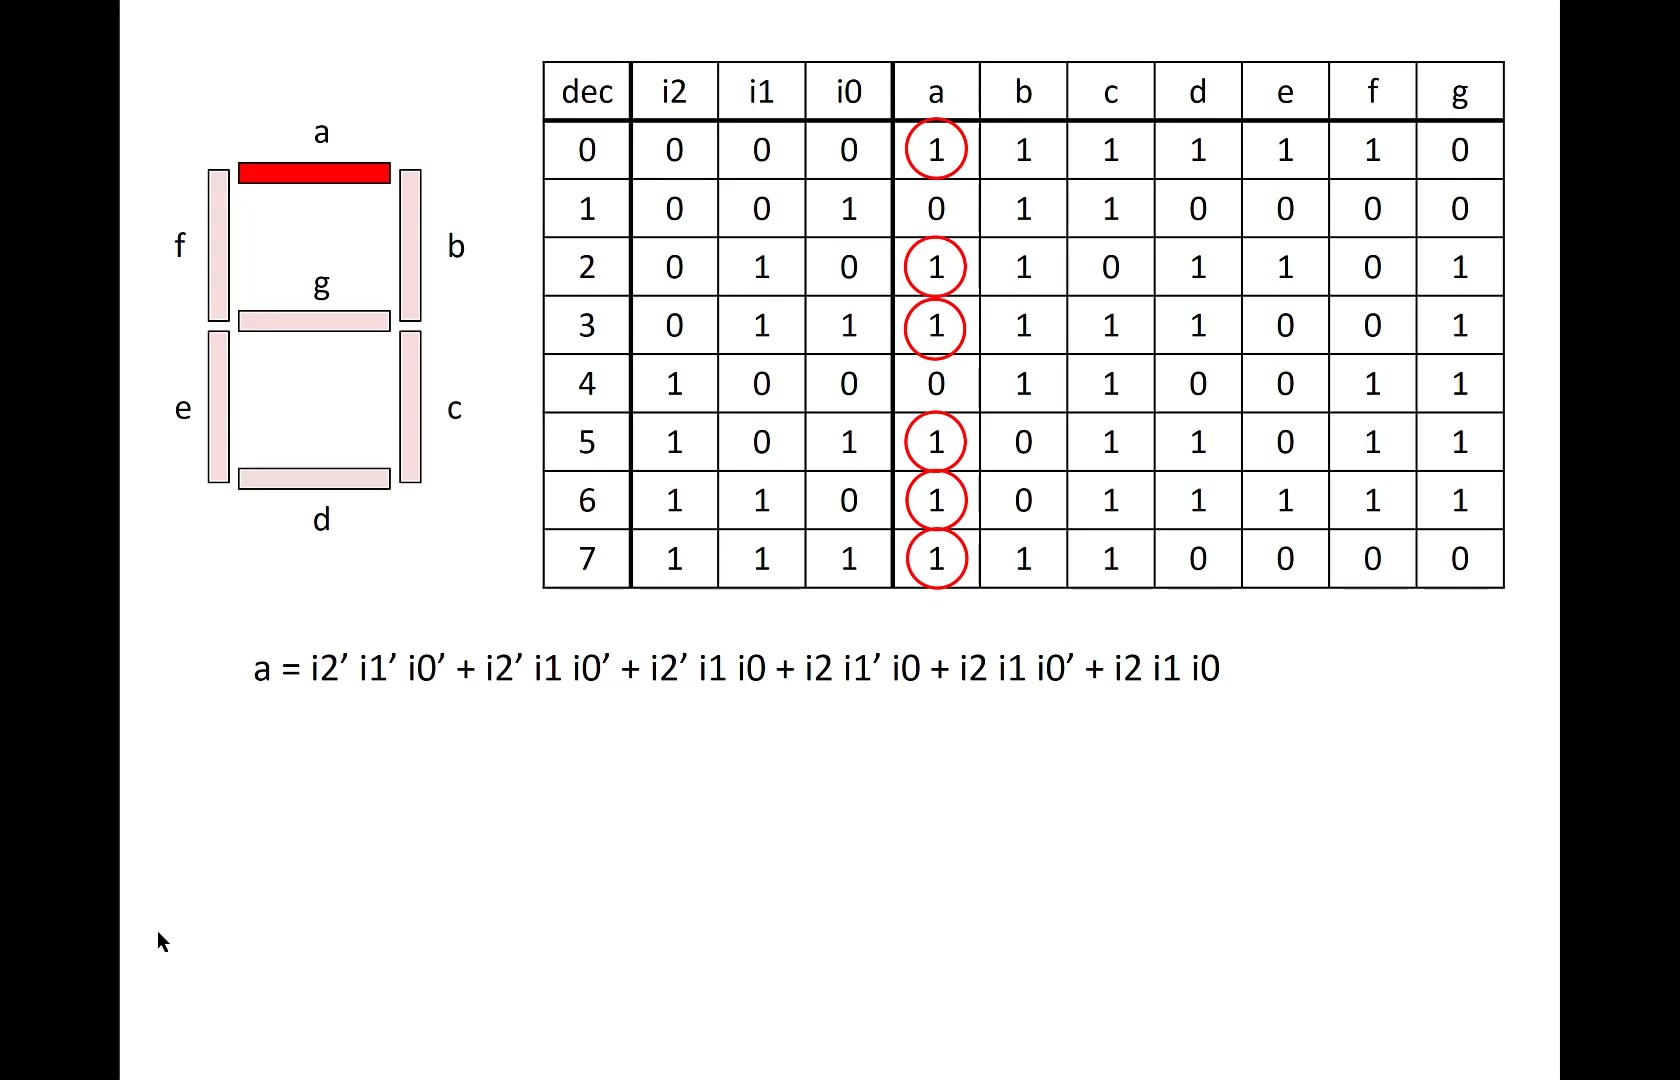 a
f
b
g
e
c
d
dec i2 i1 i0 a b c d e f g
0 0 0 0 1 1 1 1 1 1 0
1 0 0 1 0 1 1 0 0 0 0
2 0 1 0 1 1 0 1 1 0 1
3 0 1 1 1 1 1 1 0 0 1
4 1 0 0 0 1 1 0 0 1 1
5 1 0 1 1 0 1 1 0 1 1
6 1 1 0 1 0 1 1 1 1 1
7 1 1 1 1 1 1 0 0 0 0
a = i2’ i1’ i0’ + i2’ i1 i0’ + i2’ i1 i0 + i2 i1’ i0 + i2 i1 i0’ + i2 i1 i0